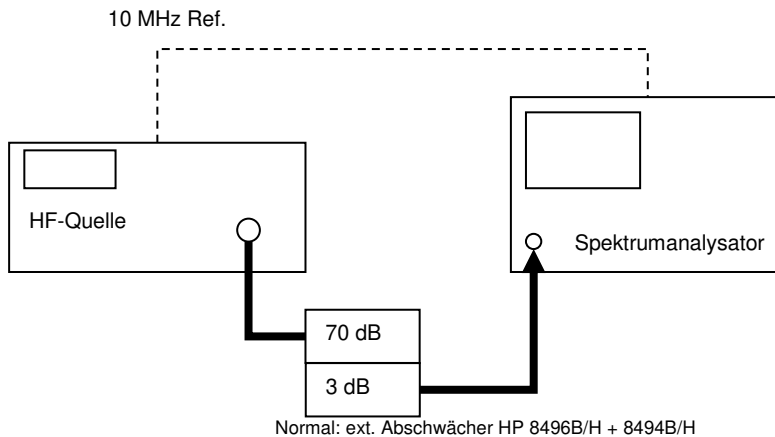 10 MHz Ref.
HF-Quelle
Spektrumanalysator
70 dB
3 dB
Normal: ext. Abschwächer HP 8496B/H + 8494B/H